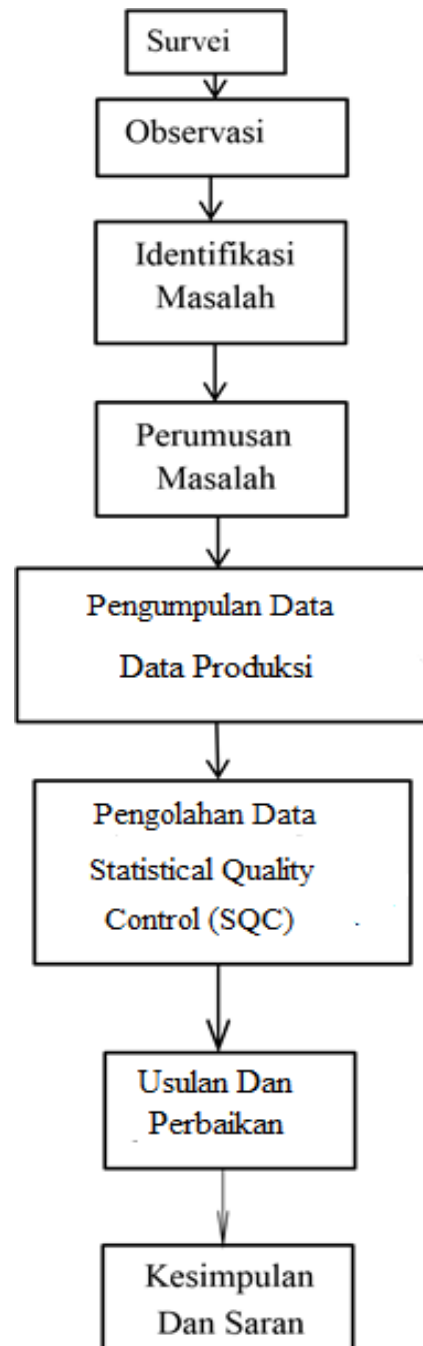 Survei
Observasi
Identifikasi
Masalah
Perumusan
Masalah
Pengumpulan Data
Data Produksi
Pengolahan Data
Statistical Quality
Control (SQC)
Usulan Dan
Perbaikan
Kesimpulan
Dan Saran